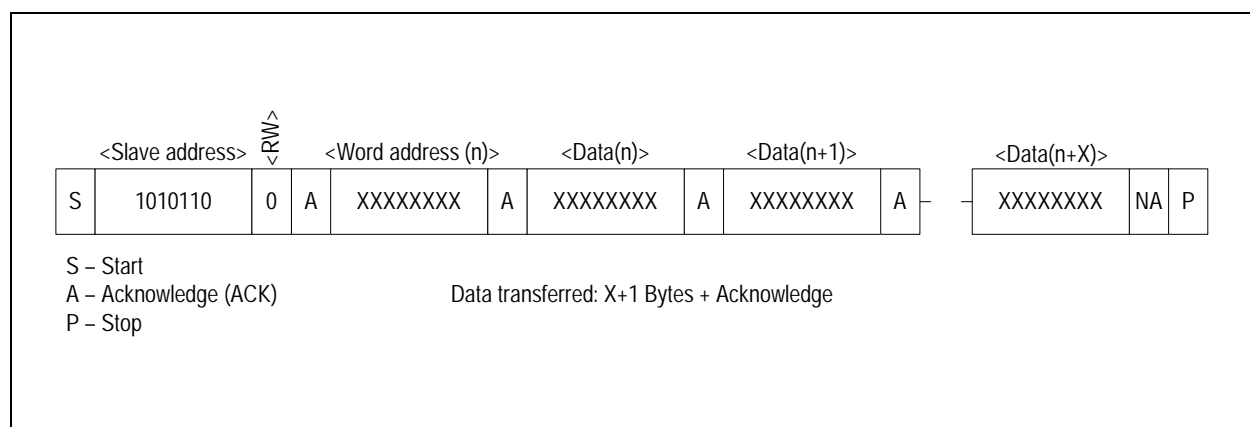 <RW>
<Slave address> <Word address (n)> <Data(n)> <Data(n+1)> <Data(n+X)>
S 1010110 0 A XXXXXXXX A XXXXXXXX A XXXXXXXX A XXXXXXXX NA P
S – Start
A – Acknowledge (ACK) Data transferred: X+1 Bytes + Acknowledge
P – Stop